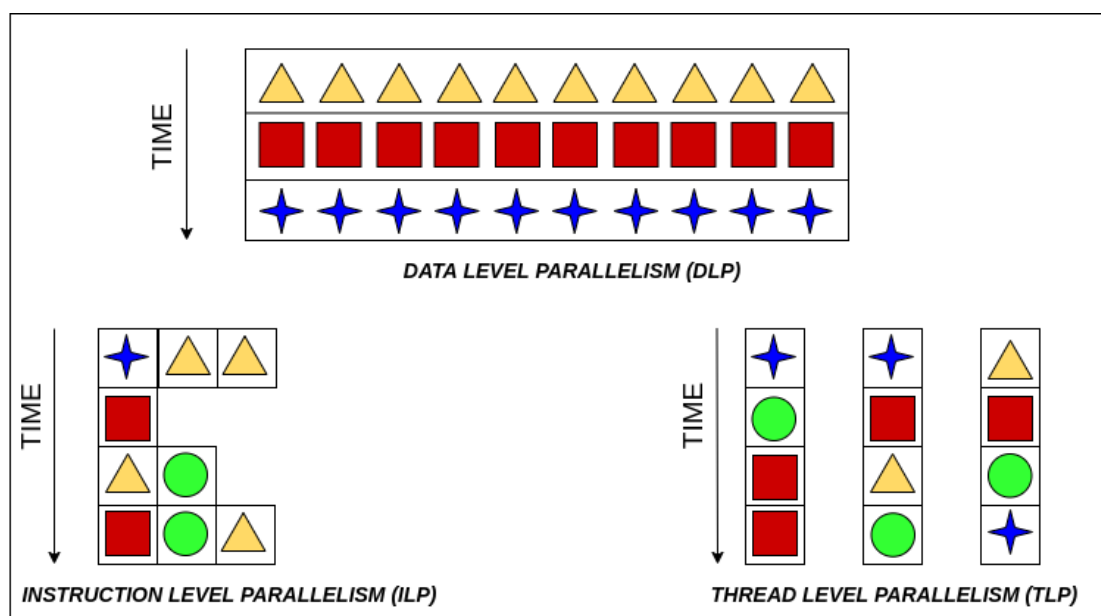 TIME
DATA LEVEL PARALLELISM (DLP)
TIME
INSTRUCTION LEVEL PARALLELISM (ILP)
TIME
THREAD LEVEL PARALLELISM (TLP)